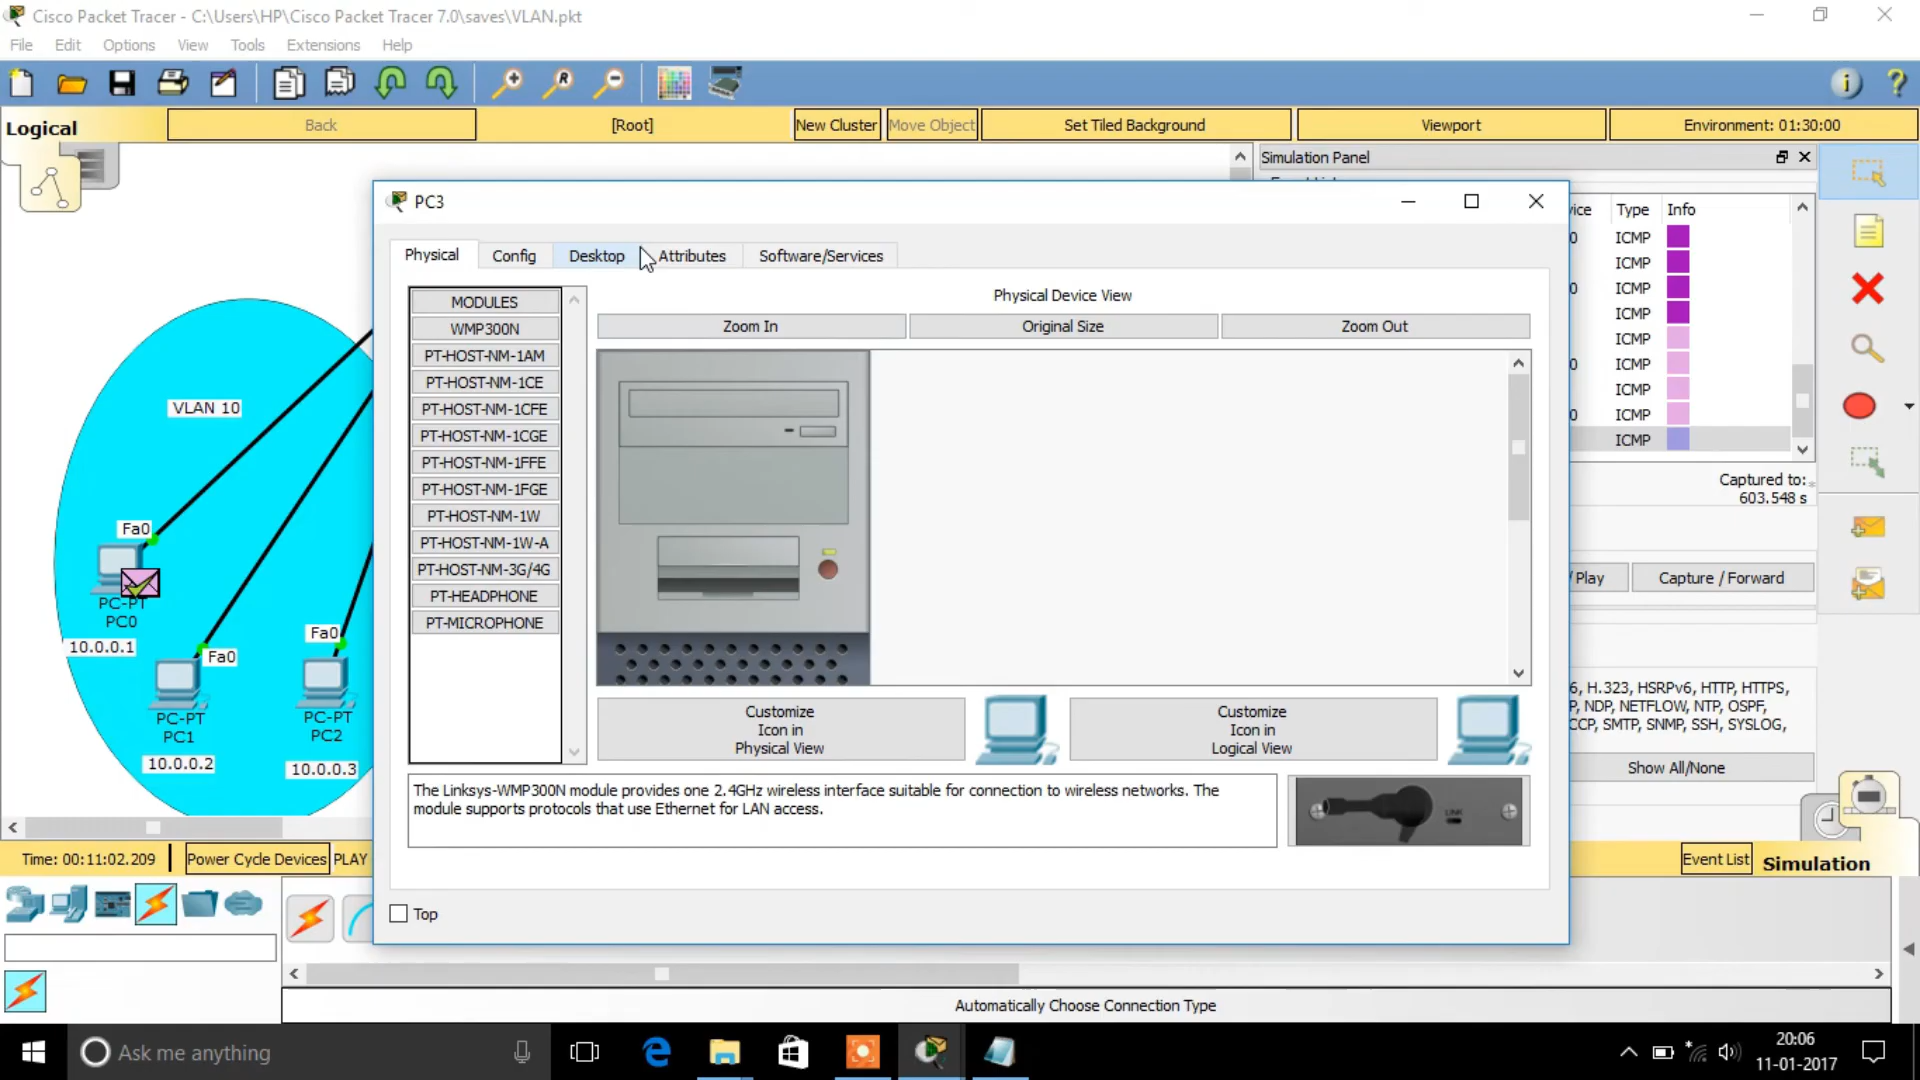 Cisco Packet Tracer - C:\Users\HP\Cisco Packet Tracer 7.0\saves\VLAN.pkt
File Edit Options View Tools Extensions Help
Logical Back [Root] New Cluster Move Object Set Tiled Background Viewport Environment: 01:30:00
Simulation Panel
PC3
Physical Config Desktop Attributes Software/Services
MODULES
WMP300N
PT-HOST-NM-1AM
PT-HOST-NM-1CE
PT-HOST-NM-1CFE
PT-HOST-NM-1CGE
PT-HOST-NM-1FFE
PT-HOST-NM-1FGE
PT-HOST-NM-1W
PT-HOST-NM-1W-A
PT-HOST-NM-3G/4G
PT-HEADPHONE
PT-MICROPHONE
Physical Device View
Zoom In Original Size Zoom Out
Customize
Icon in
Physical View
Customize
Icon in
Logical View
The Linksys-WMP300N module provides one 2.4GHz wireless interface suitable for connection to wireless networks. The
module supports protocols that use Ethernet for LAN access.
LINK
Top
VLAN 10
Fa0
PC-PT
PC0
10.0.0.1
Fa0
PC-PT
PC1
10.0.0.2
Fa0
PC-PT
PC2
10.0.0.3
Type Info
0 ICMP
ICMP
0 ICMP
ICMP
ICMP
0 ICMP
ICMP
0 ICMP
ICMP
Captured to:
603.548 s
/ Play Capture / Forward
6, H.323, HSRPv6, HTTP, HTTPS,
P, NDP, NETFLOW, NTP, OSPF,
CCP, SMTP, SNMP, SSH, SYSLOG,
Show All/None
Time: 00:11:02.209 Power Cycle Devices PLAY
Event List Simulation
Automatically Choose Connection Type
Ask me anything
20:06
11-01-2017